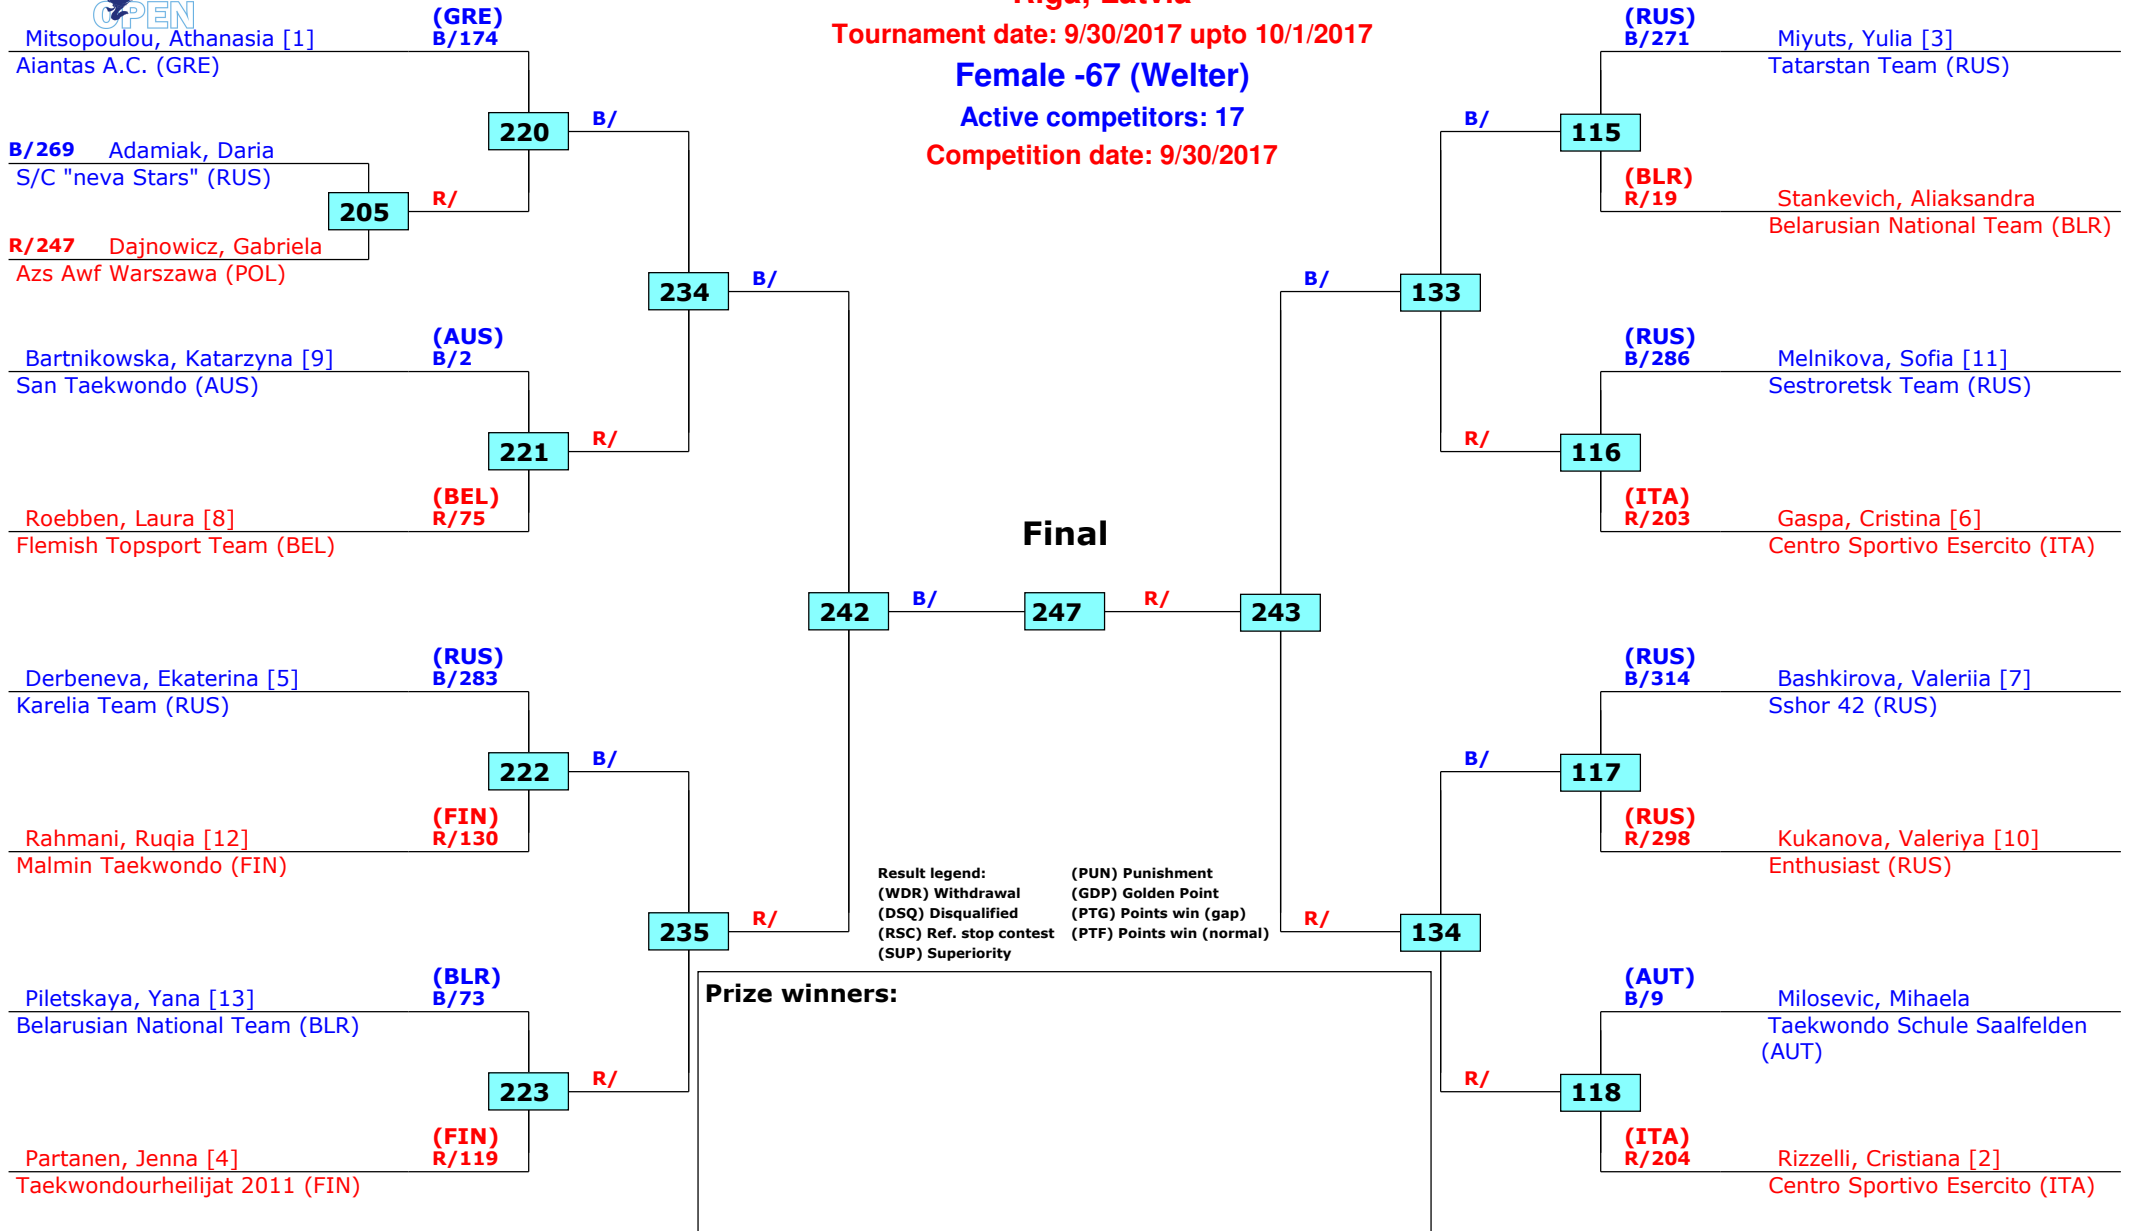 OPEN
Riga, Latvia
Tournament date: 9/30/2017 upto 10/1/2017
Female -67 (Welter)
Active competitors: 17
Competition date: 9/30/2017
Mitsopoulou, Athanasia [1]
(GRE)
B/174
Aiantas A.C. (GRE)
220
B/
B/269 Adamiak, Daria
S/C "neva Stars" (RUS)
205
R/
R/247 Dajnowicz, Gabriela
Azs Awf Warszawa (POL)
234
B/
Bartnikowska, Katarzyna [9]
(AUS)
B/2
San Taekwondo (AUS)
221
R/
Roebben, Laura [8]
(BEL)
R/75
Flemish Topsport Team (BEL)
Derbeneva, Ekaterina [5]
(RUS)
B/283
Karelia Team (RUS)
222
B/
Rahmani, Ruqia [12]
(FIN)
R/130
Malmin Taekwondo (FIN)
235
R/
Piletskaya, Yana [13]
(BLR)
B/73
Belarusian National Team (BLR)
223
R/
Partanen, Jenna [4]
(FIN)
R/119
Taekwondourheilijat 2011 (FIN)
Final
242
B/
247
R/
243
(RUS)
B/271 Miyuts, Yulia [3]
Tatarstan Team (RUS)
B/
115
(BLR)
R/19 Stankevich, Aliaksandra
Belarusian National Team (BLR)
B/
133
(RUS)
B/286 Melnikova, Sofia [11]
Sestroretsk Team (RUS)
R/
116
(ITA)
R/203 Gaspa, Cristina [6]
Centro Sportivo Esercito (ITA)
(RUS)
B/314 Bashkirova, Valeriia [7]
Sshor 42 (RUS)
B/
117
(RUS)
R/298 Kukanova, Valeriya [10]
Enthusiast (RUS)
R/
134
(AUT)
B/9 Milosevic, Mihaela
Taekwondo Schule Saalfelden
(AUT)
R/
118
(ITA)
R/204 Rizzelli, Cristiana [2]
Centro Sportivo Esercito (ITA)
Result legend: (PUN) Punishment
(WDR) Withdrawal (GDP) Golden Point
(DSQ) Disqualified (PTG) Points win (gap)
(RSC) Ref. stop contest (PTF) Points win (normal)
(SUP) Superiority
Prize winners: